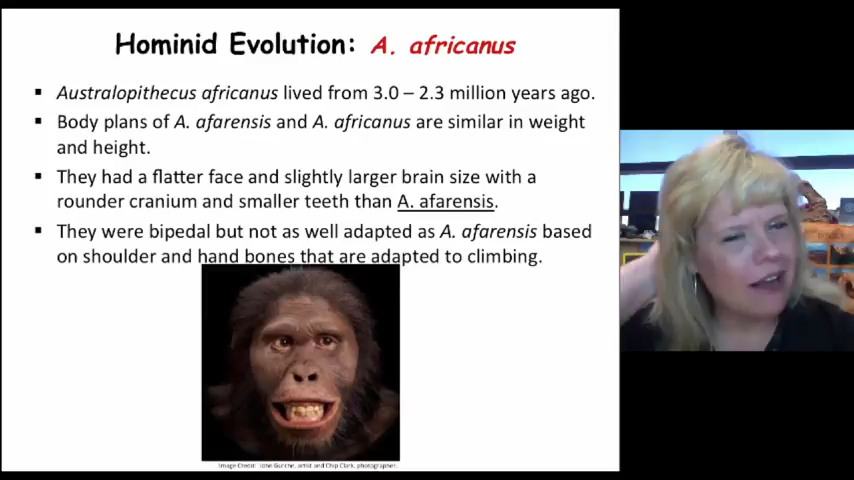 Hominid Evolution: A. africanus
▪ Australopithecus africanus lived from 3.0 – 2.3 million years ago.
▪ Body plans of A. afarensis and A. africanus are similar in weight
and height.
▪ They had a flatter face and slightly larger brain size with a
rounder cranium and smaller teeth than A. afarensis.
▪ They were bipedal but not as well adapted as A. afarensis based
on shoulder and hand bones that are adapted to climbing.
Image Credit: John Gurche, artist and Chip Clark, photographer.